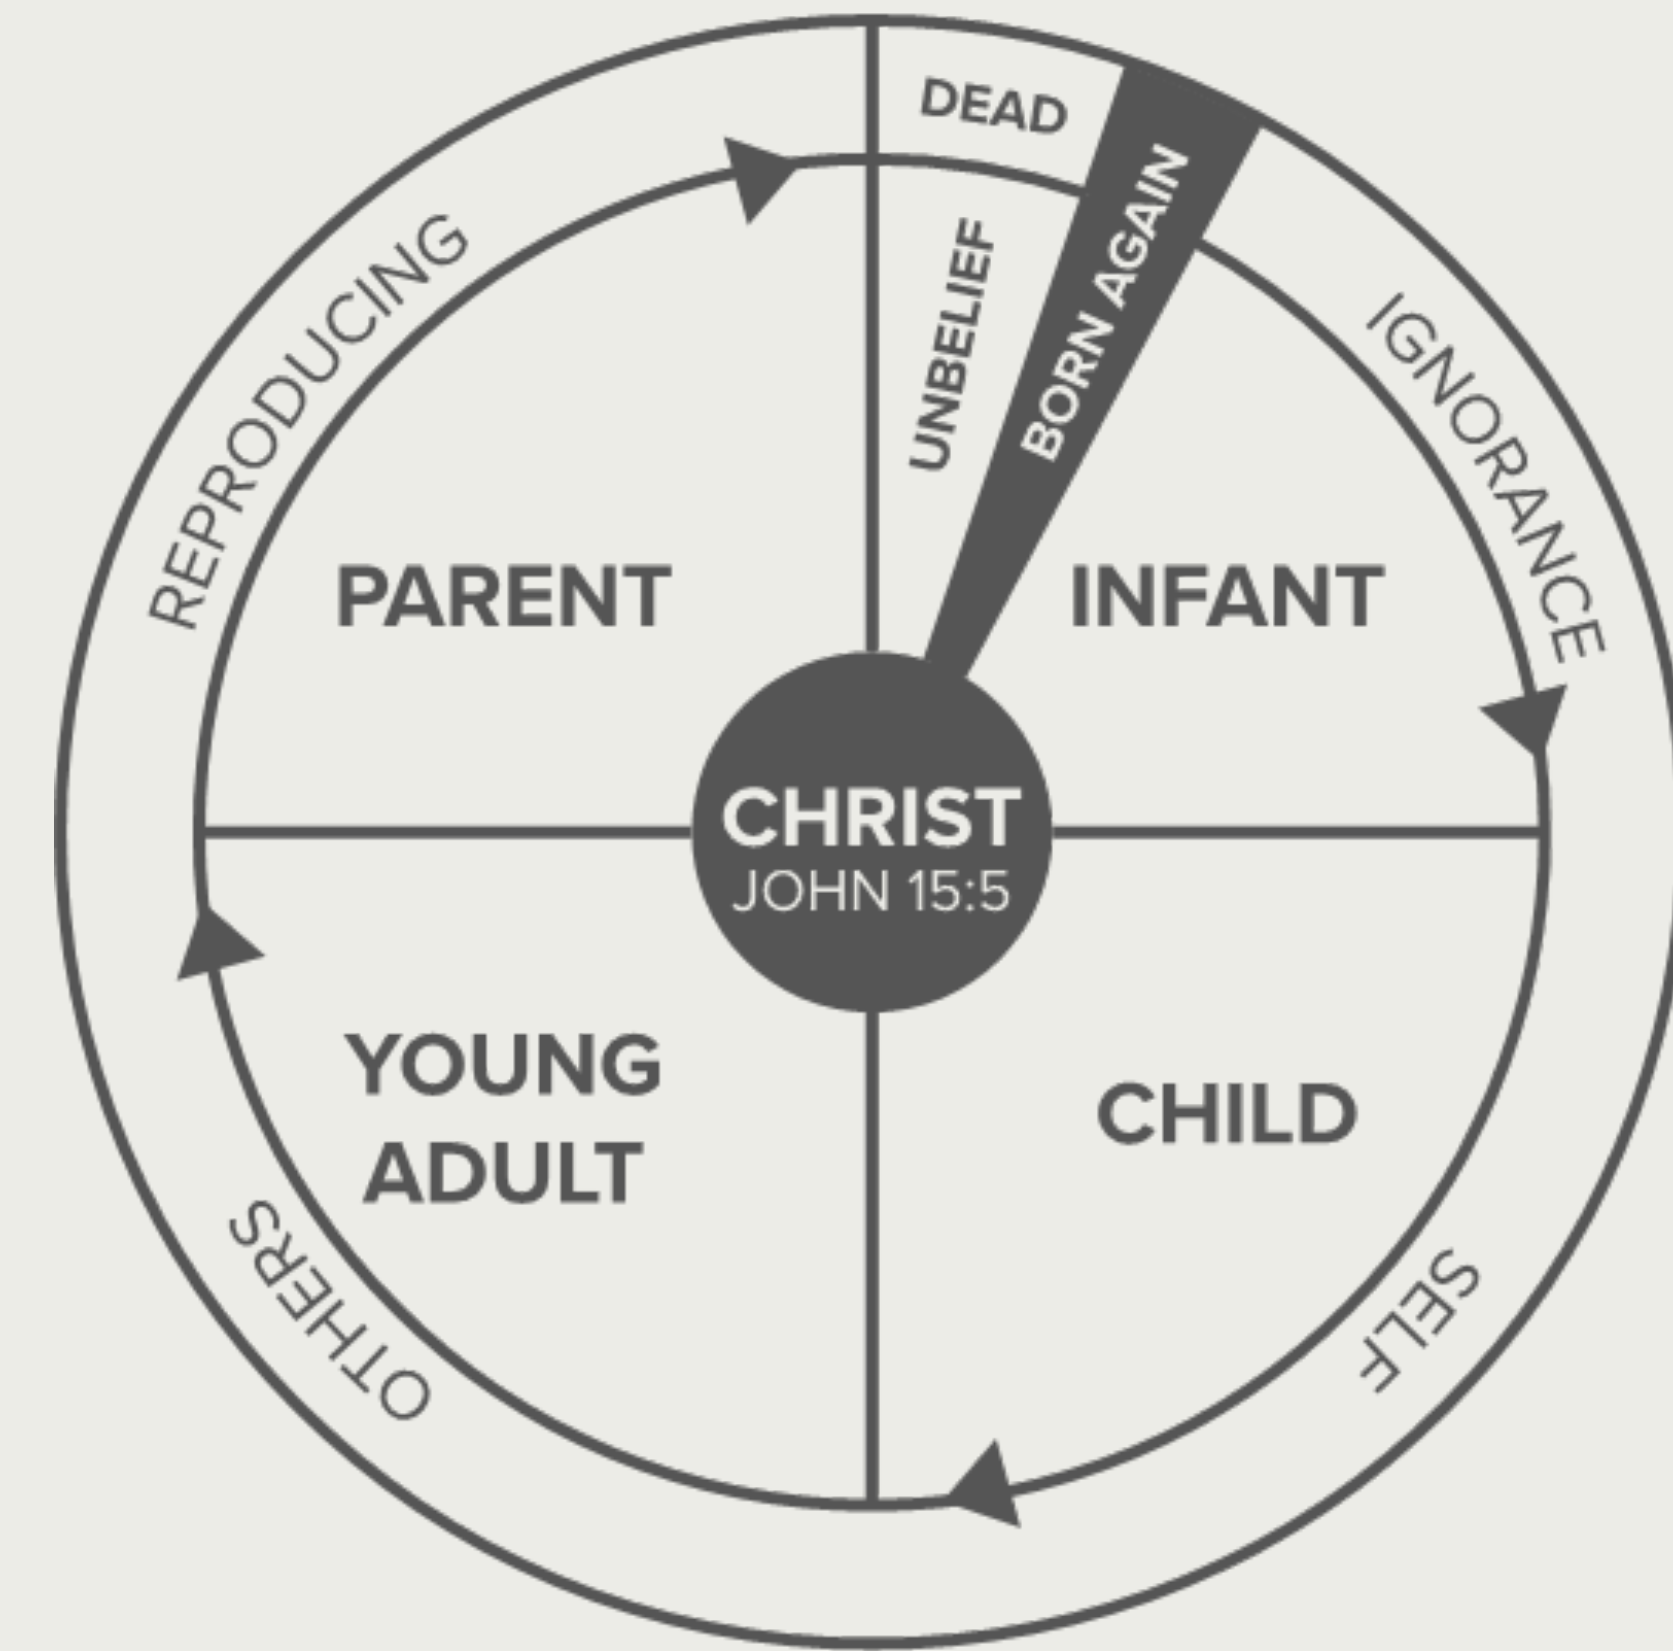 DEAD
UNBELIEF
BORN AGAIN
IGNORANCE
INFANT
CHILD
SELF
YOUNG
ADULT
OTHERS
PARENT
REPRODUCING
CHRIST
JOHN 15:5